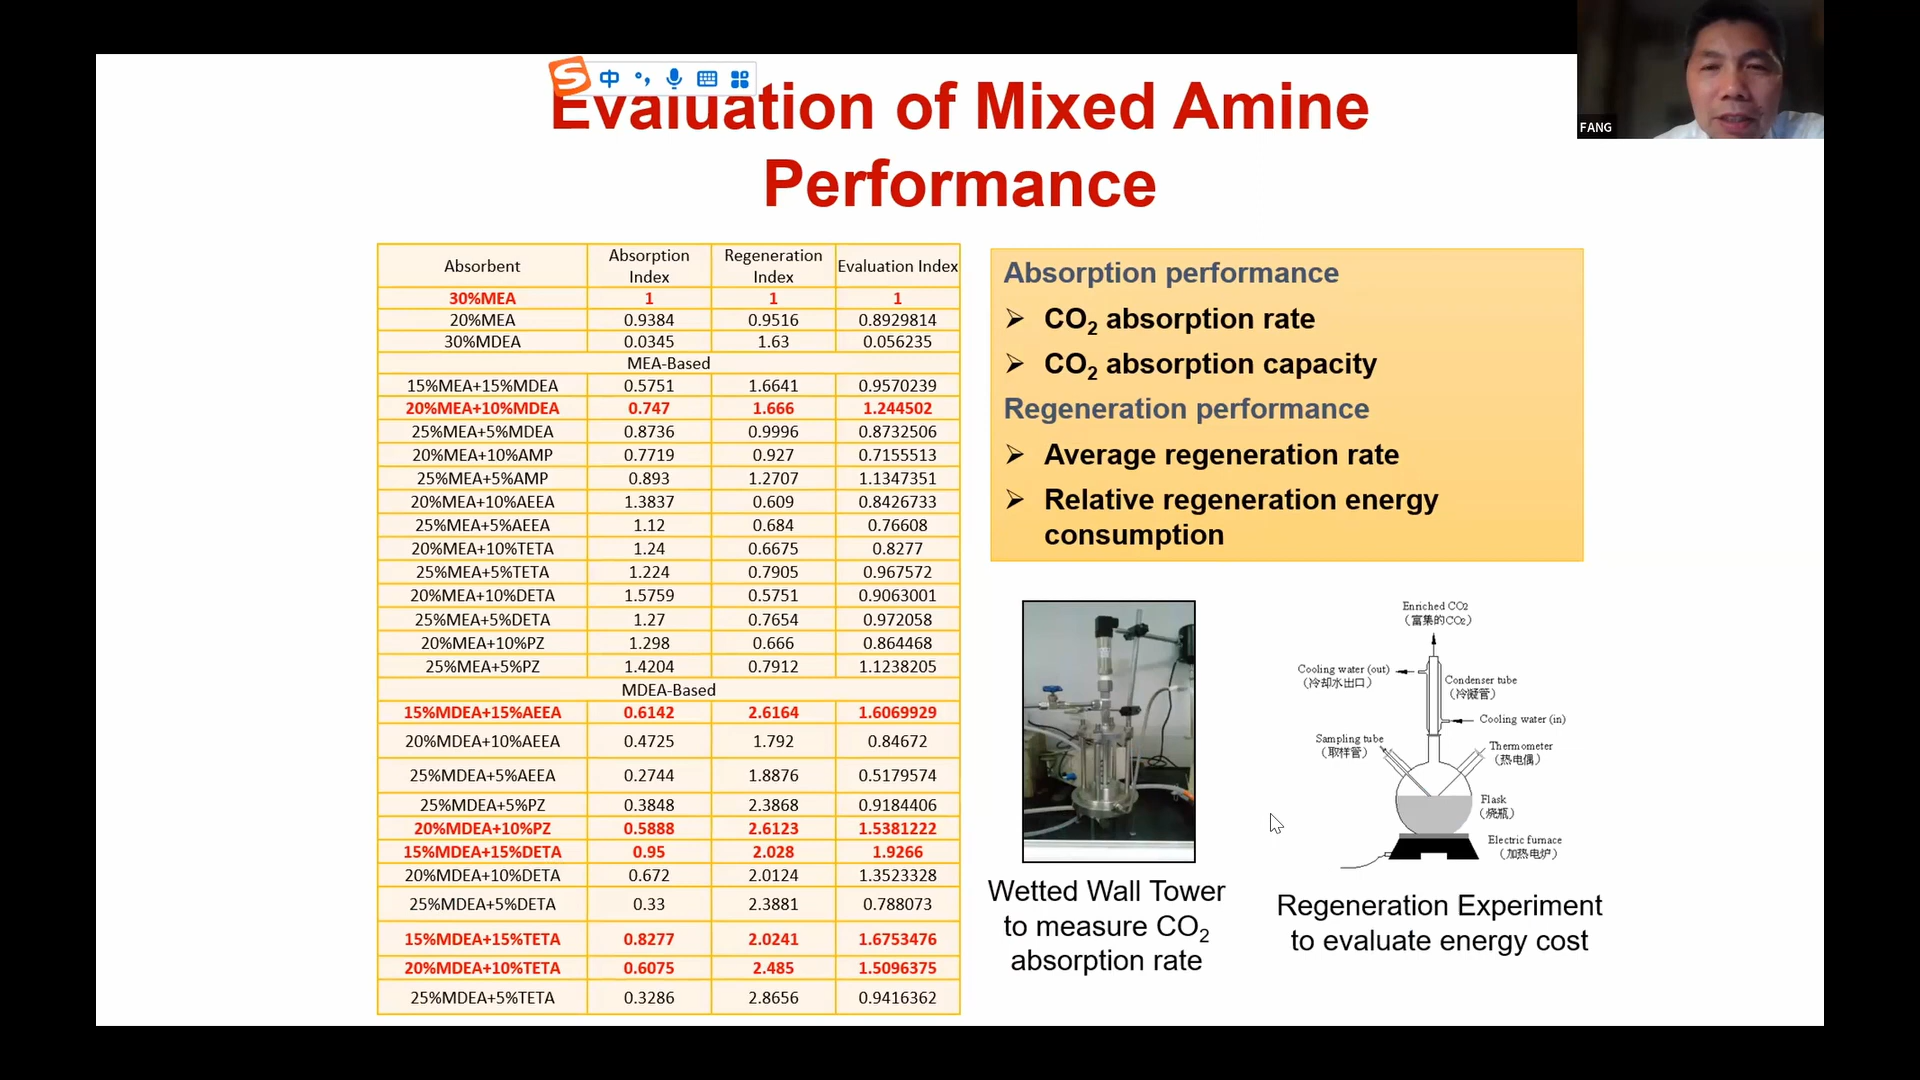 中
Evaluation of Mixed Amine
Performance
FANG
Absorbent Absorption Index Regeneration Index Evaluation Index
30%MEA 1 1 1
20%MEA 0.9384 0.9516 0.8929814
30%MDEA 0.0345 1.63 0.056235
MEA-Based
15%MEA+15%MDEA 0.5751 1.6641 0.9570239
20%MEA+10%MDEA 0.747 1.666 1.244502
25%MEA+5%MDEA 0.8736 0.9996 0.8732506
20%MEA+10%AMP 0.7719 0.927 0.7155513
25%MEA+5%AMP 0.893 1.2707 1.1347351
20%MEA+10%AEEA 1.3837 0.609 0.8426733
25%MEA+5%AEEA 1.12 0.684 0.76608
20%MEA+10%TETA 1.24 0.6675 0.8277
25%MEA+5%TETA 1.224 0.7905 0.967572
20%MEA+10%DETA 1.5759 0.5751 0.9063001
25%MEA+5%DETA 1.27 0.7654 0.972058
20%MEA+10%PZ 1.298 0.666 0.864468
25%MEA+5%PZ 1.4204 0.7912 1.1238205
MDEA-Based
15%MDEA+15%AEEA 0.6142 2.6164 1.6069929
20%MDEA+10%AEEA 0.4725 1.792 0.84672
25%MDEA+5%AEEA 0.2744 1.8876 0.5179574
25%MDEA+5%PZ 0.3848 2.3868 0.9184406
20%MDEA+10%PZ 0.5888 2.6123 1.5381222
15%MDEA+15%DETA 0.95 2.028 1.9266
20%MDEA+10%DETA 0.672 2.0124 1.3523328
25%MDEA+5%DETA 0.33 2.3881 0.788073
15%MDEA+15%TETA 0.8277 2.0241 1.6753476
20%MDEA+10%TETA 0.6075 2.485 1.5096375
25%MDEA+5%TETA 0.3286 2.8656 0.9416362
Absorption performance
➢ CO₂ absorption rate
➢ CO₂ absorption capacity
Regeneration performance
➢ Average regeneration rate
➢ Relative regeneration energy
consumption
Wetted Wall Tower
to measure CO₂
absorption rate
Enriched CO₂
(富集的CO₂)
Cooling water (out)
(冷却水出口)
Condenser tube
(冷凝管)
Cooling water (in)
Sampling tube
(取样管)
Thermometer
(热电偶)
Flask
(烧瓶)
Electric furnace
(加热电炉)
Regeneration Experiment
to evaluate energy cost